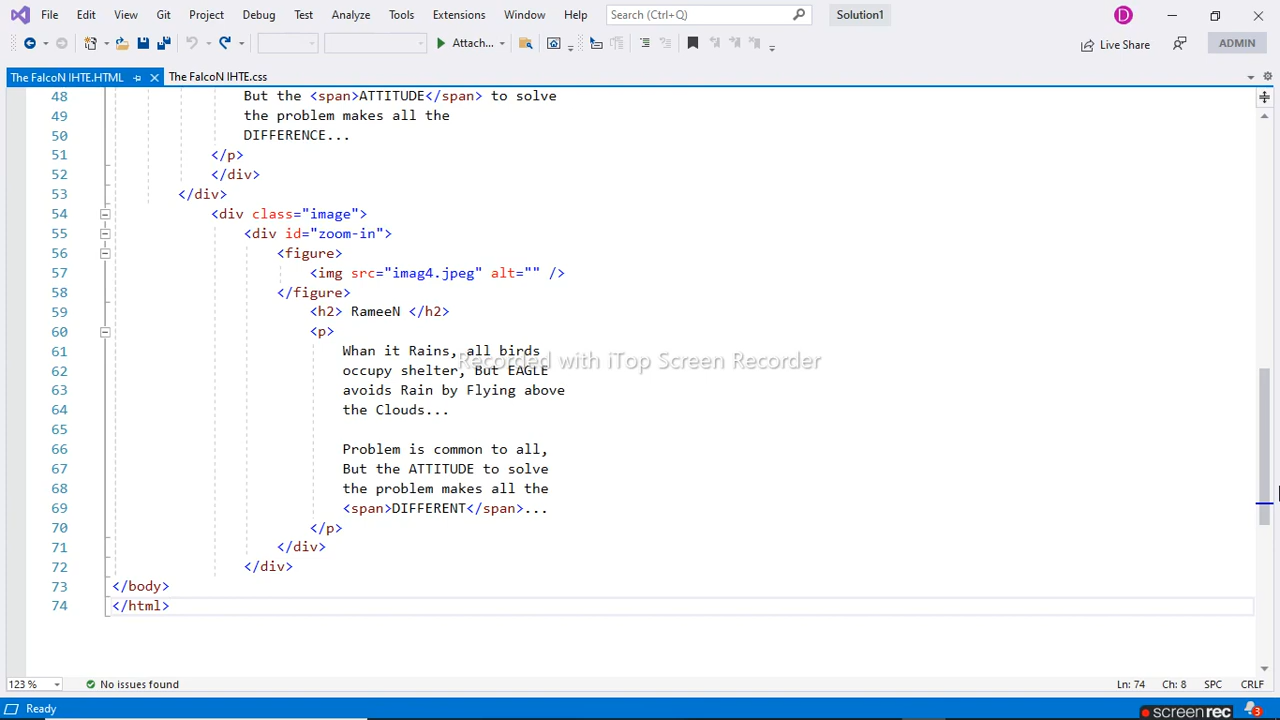 File Edit View Git Project Debug Test Analyze Tools Extensions Window Help Search (Ctrl+Q) Solution1 D
Attach... Live Share ADMIN
The FalcoN IHTE.HTML The FalcoN IHTE.css
48 But the <span>ATTITUDE</span> to solve
49 the problem makes all the
50 DIFFERENCE...
51 </p>
52 </div>
53 </div>
54 <div class="image">
55 <div id="zoom-in">
56 <figure>
57 <img src="imag4.jpeg" alt="" />
58 </figure>
59 <h2> RameeN </h2>
60 <p>
61 Whan it Rains, all birds
Recorded with iTop Screen Recorder
62 occupy shelter, But EAGLE
63 avoids Rain by Flying above
64 the Clouds...
65
66 Problem is common to all,
67 But the ATTITUDE to solve
68 the problem makes all the
69 <span>DIFFERENT</span>...
70 </p>
71 </div>
72 </div>
73 </body>
74 </html>
123 % No issues found Ln: 74 Ch: 8 SPC CRLF
Ready screenrec 3